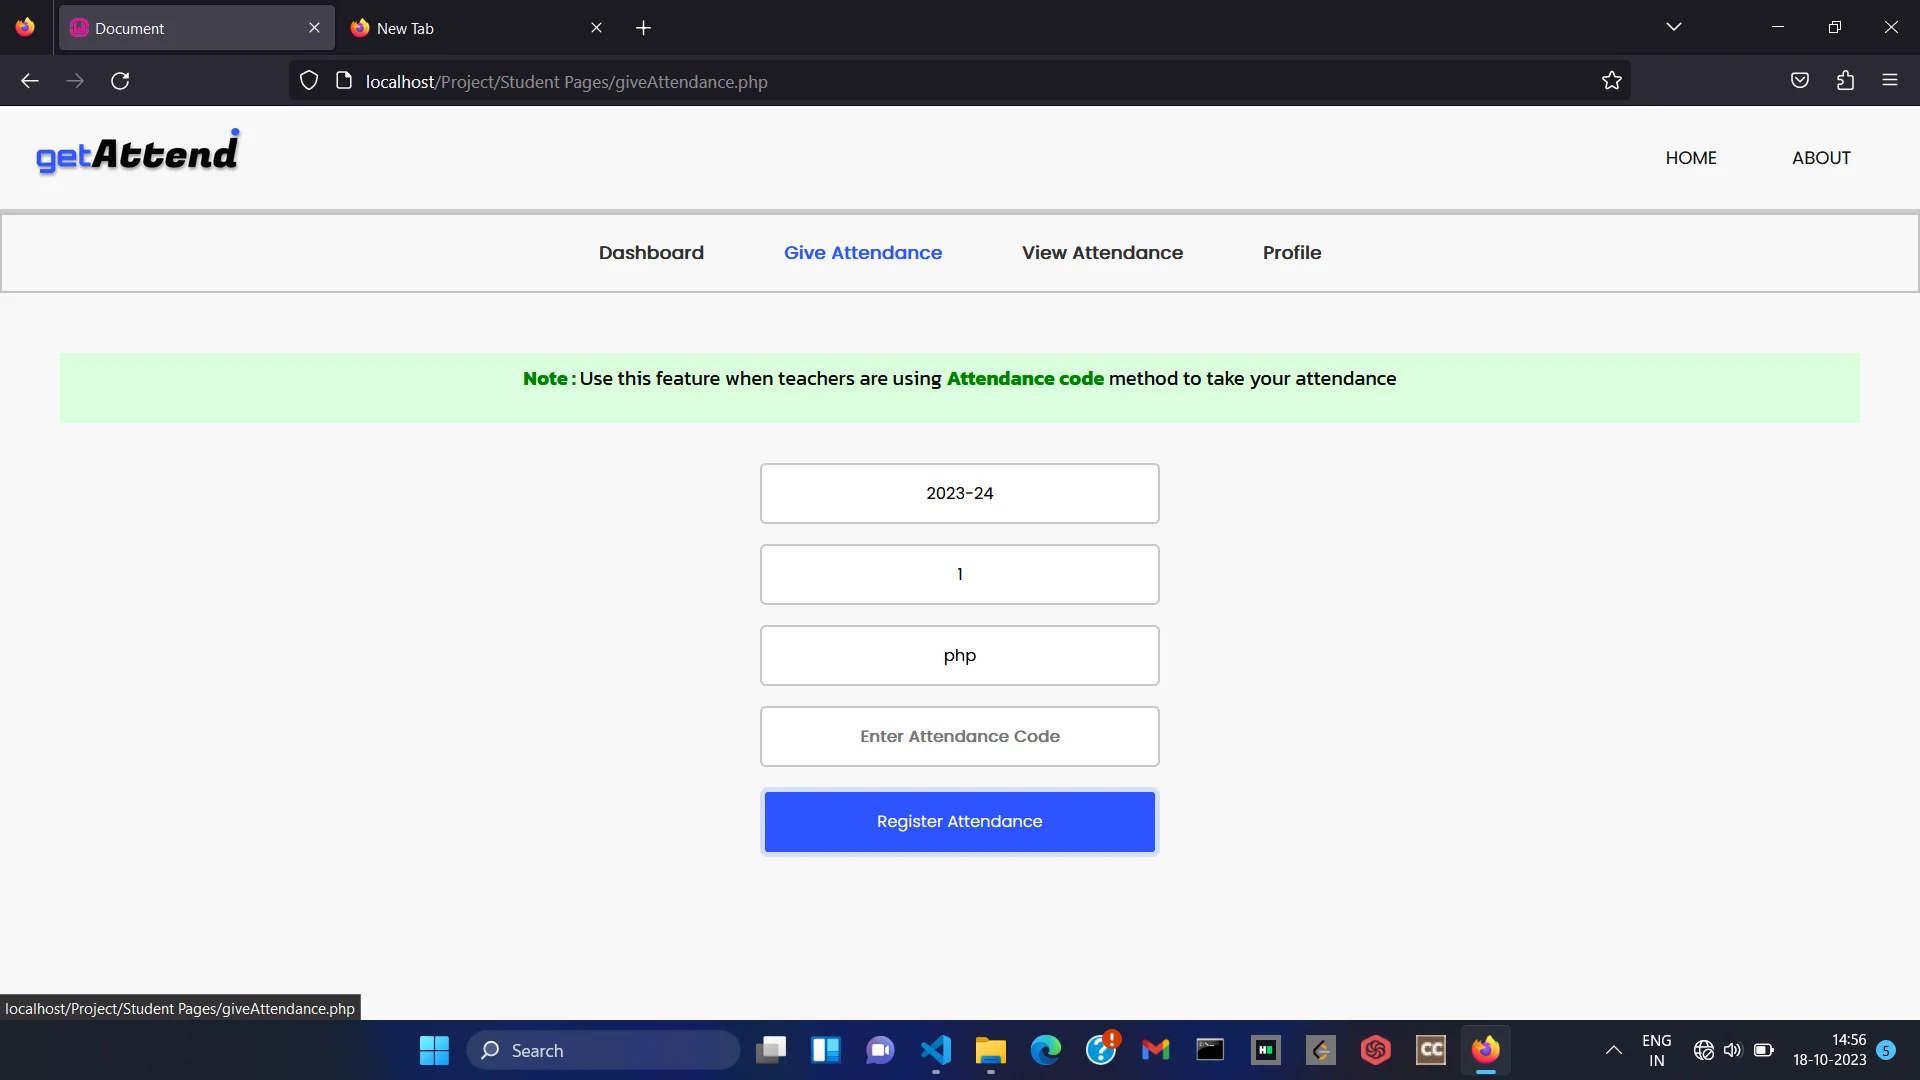 Document
New Tab
localhost/Project/Student Pages/giveAttendance.php
getAttend
HOME
ABOUT
Dashboard
Give Attendance
View Attendance
Profile
Note : Use this feature when teachers are using Attendance code method to take your attendance
2023-24
1
php
Enter Attendance Code
Register Attendance
localhost/Project/Student Pages/giveAttendance.php
Search
CC
ENG
IN
14:56
18-10-2023
5